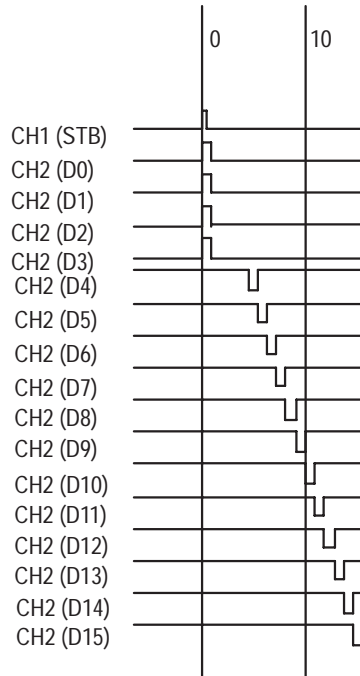 0 10
CH1 (STB)
CH2 (D0)
CH2 (D1)
CH2 (D2)
CH2 (D3)
CH2 (D4)
CH2 (D5)
CH2 (D6)
CH2 (D7)
CH2 (D8)
CH2 (D9)
CH2 (D10)
CH2 (D11)
CH2 (D12)
CH2 (D13)
CH2 (D14)
CH2 (D15)